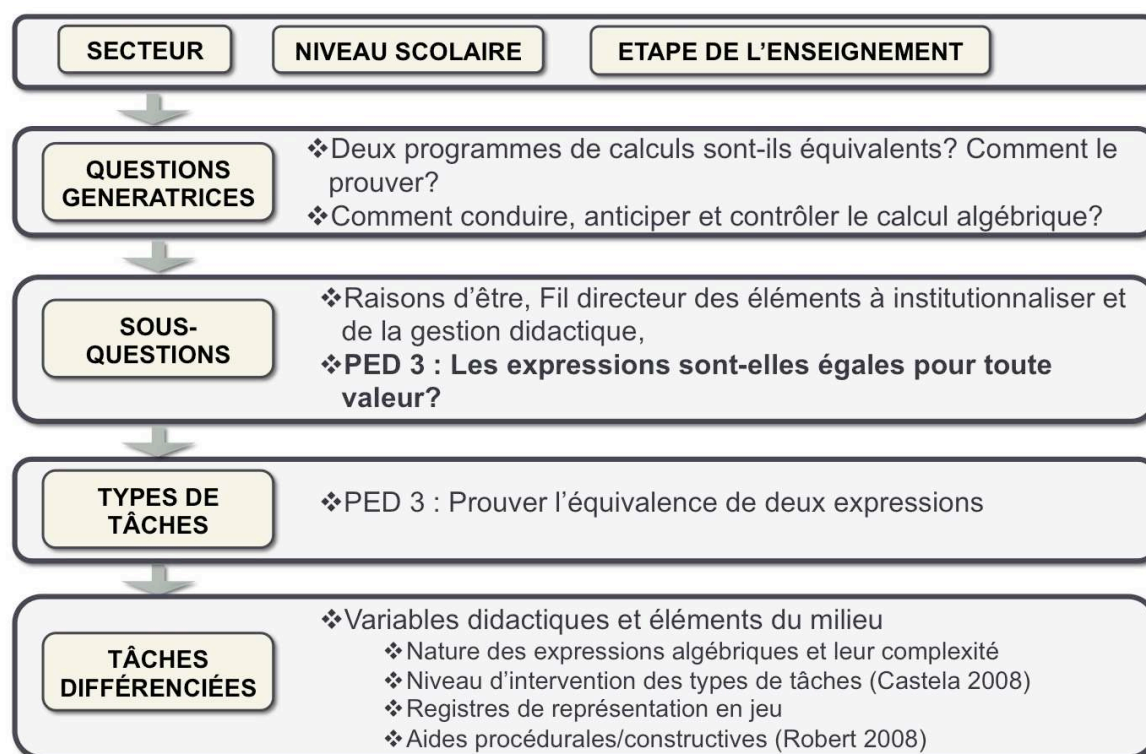 SECTEUR NIVEAU SCOLAIRE ETAPE DE L’ENSEIGNEMENT
QUESTIONS
GENERATRICES
❖Deux programmes de calculs sont-ils équivalents? Comment le
prouver?
❖Comment conduire, anticiper et contrôler le calcul algébrique?
SOUS-
QUESTIONS
❖Raisons d’être, Fil directeur des éléments à institutionnaliser et
de la gestion didactique,
❖PED 3 : Les expressions sont-elles égales pour toute
valeur?
TYPES DE
TÂCHES
❖PED 3 : Prouver l’équivalence de deux expressions
TÂCHES
DIFFÉRENCIÉES
❖Variables didactiques et éléments du milieu
❖Nature des expressions algébriques et leur complexité
❖Niveau d’intervention des types de tâches (Castela 2008)
❖Registres de représentation en jeu
❖Aides procédurales/constructives (Robert 2008)